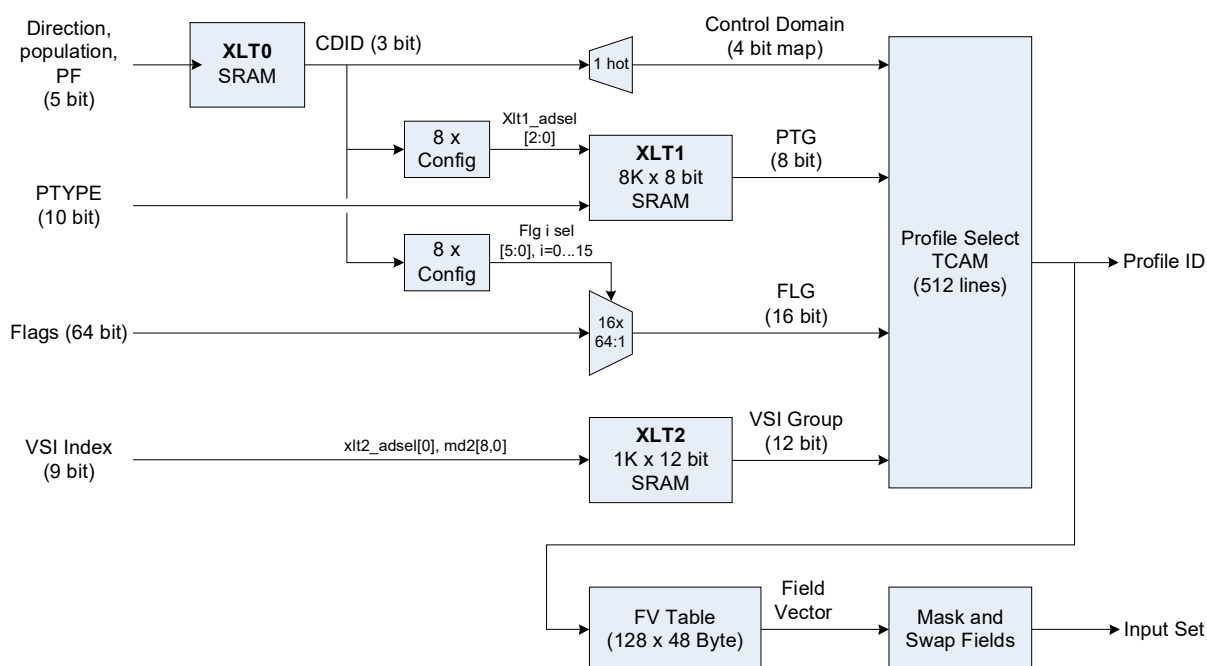 Direction,
population,
PF
(5 bit)
XLT0
SRAM
CDID (3 bit)
1 hot
Control Domain
(4 bit map)
8 x
Config
Xlt1_adsel
[2:0]
XLT1
8K x 8 bit
SRAM
PTG
(8 bit)
PTYPE
(10 bit)
8 x
Config
Flg i sel
[5:0], i=0...15
Profile Select
TCAM
(512 lines)
Profile ID
Flags (64 bit)
16x
64:1
FLG
(16 bit)
VSI Index
(9 bit)
xlt2_adsel[0], md2[8,0]
XLT2
1K x 12 bit
SRAM
VSI Group
(12 bit)
FV Table
(128 x 48 Byte)
Field
Vector
Mask and
Swap Fields
Input Set